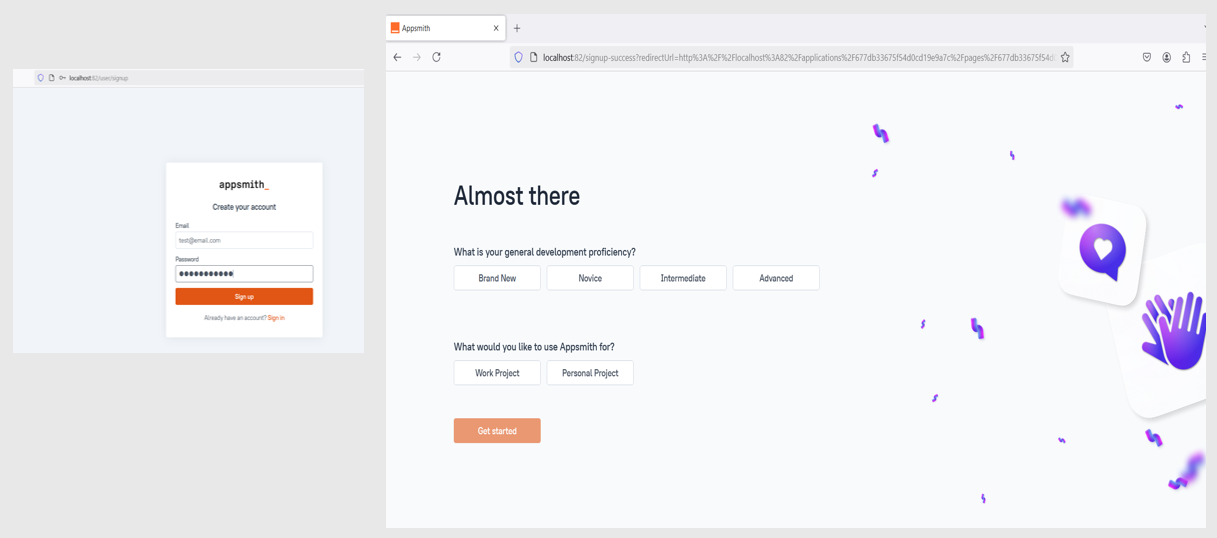 localhost:82/user/signup
appsmith_
Create your account
Email
test@email.com
Password
●●●●●●●●●●●
Sign up
Already have an account? Sign in
Appsmith X +
localhost:82/signup-success?redirectUrl=http%3A%2F%2Flocalhost%3A82%2Fapplications%2F677db33675f54d0cd19e9a7c%2Fpages%2F677db33675f54d
Almost there
What is your general development proficiency?
Brand New Novice Intermediate Advanced
What would you like to use Appsmith for?
Work Project Personal Project
Get started